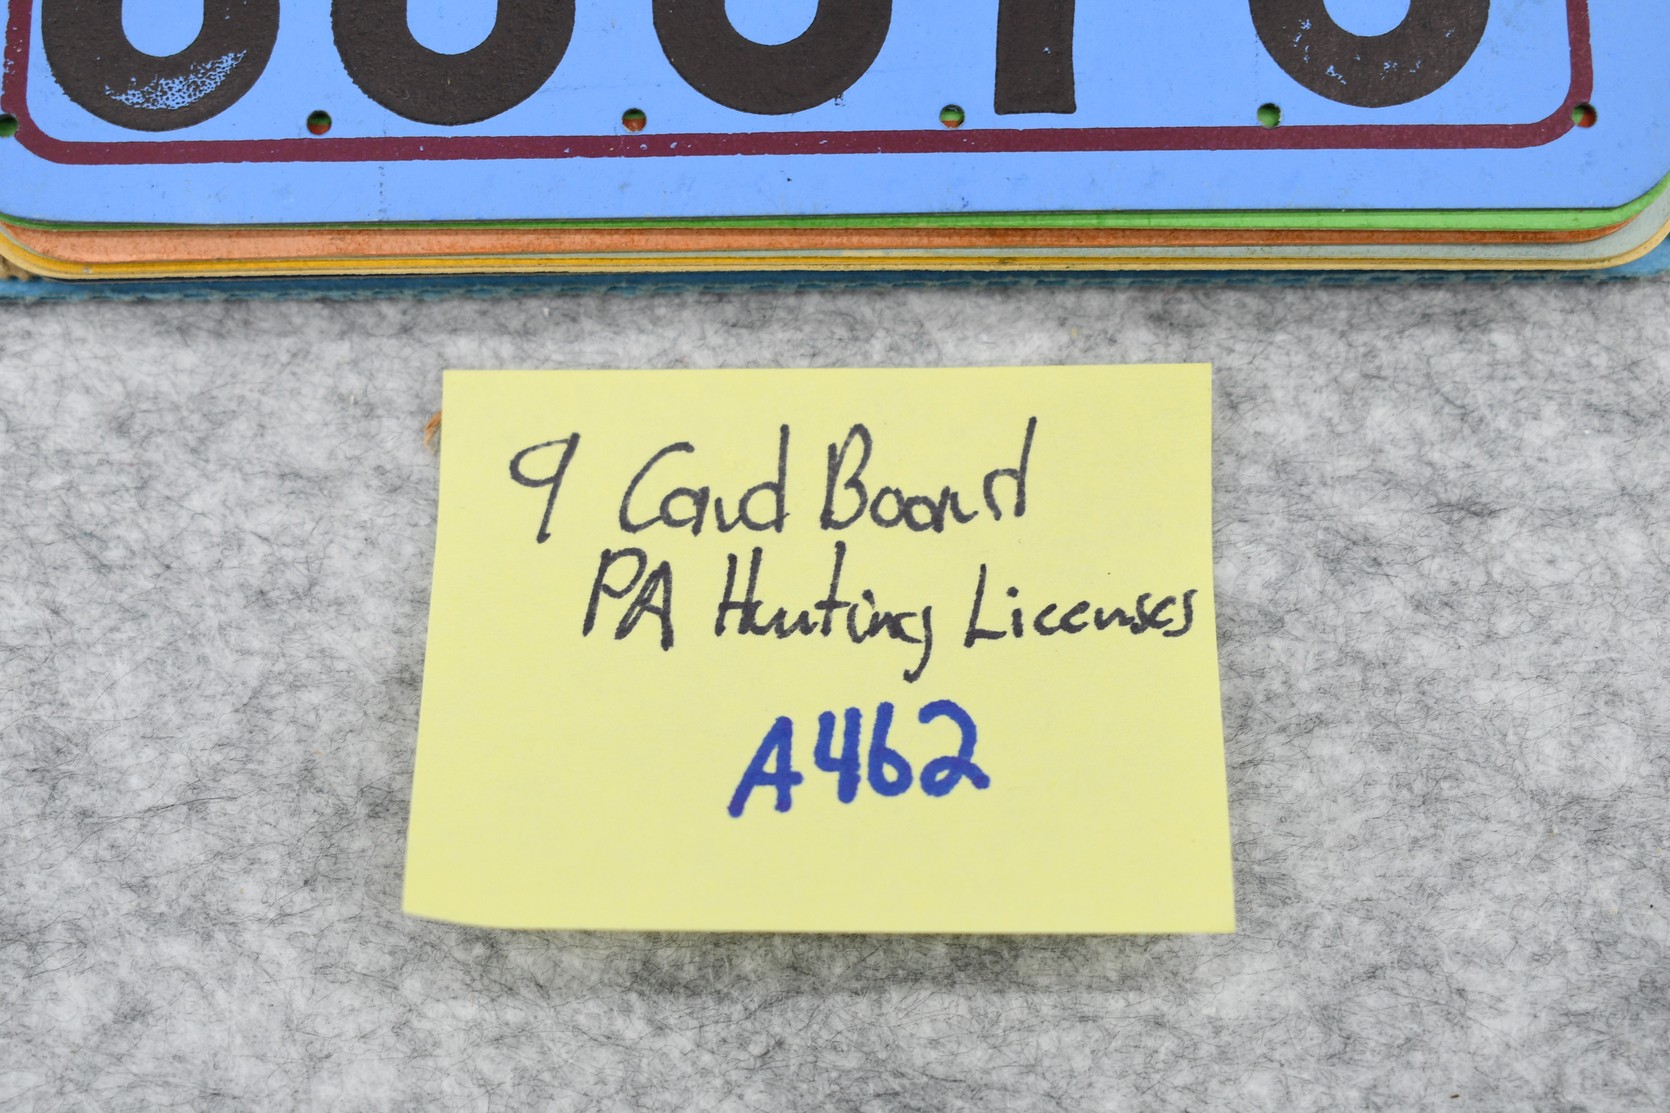 9 Card Board
PA Hunting Licenses
A462